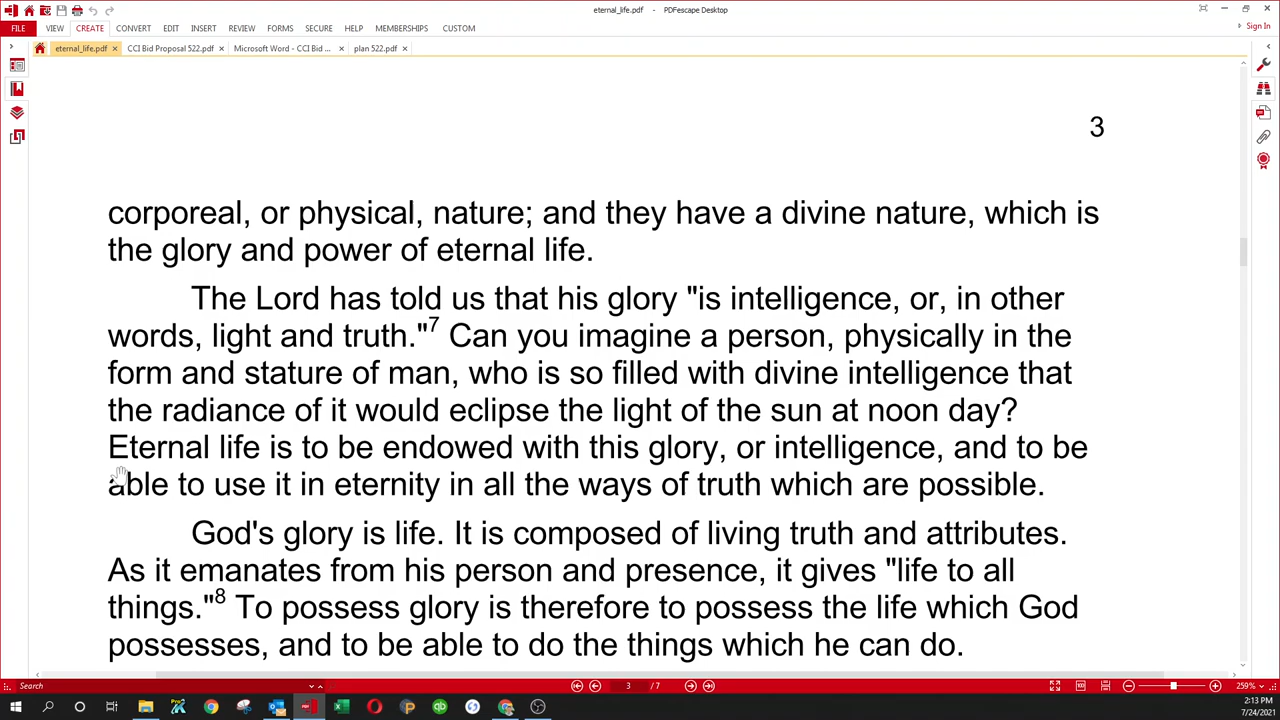 eternal_life.pdf - PDFescape Desktop
FILE VIEW CREATE CONVERT EDIT INSERT REVIEW FORMS SECURE HELP MEMBERSHIPS CUSTOM Sign In
eternal_life.pdf CCI Bid Proposal 522.pdf Microsoft Word - CCI Bid ... plan 522.pdf
3
corporeal, or physical, nature; and they have a divine nature, which is
the glory and power of eternal life.
The Lord has told us that his glory "is intelligence, or, in other
words, light and truth."7 Can you imagine a person, physically in the
form and stature of man, who is so filled with divine intelligence that
the radiance of it would eclipse the light of the sun at noon day?
Eternal life is to be endowed with this glory, or intelligence, and to be
able to use it in eternity in all the ways of truth which are possible.
God's glory is life. It is composed of living truth and attributes.
As it emanates from his person and presence, it gives "life to all
things."8 To possess glory is therefore to possess the life which God
possesses, and to be able to do the things which he can do.
Search 3 / 7 259%
2:13 PM
7/24/2021